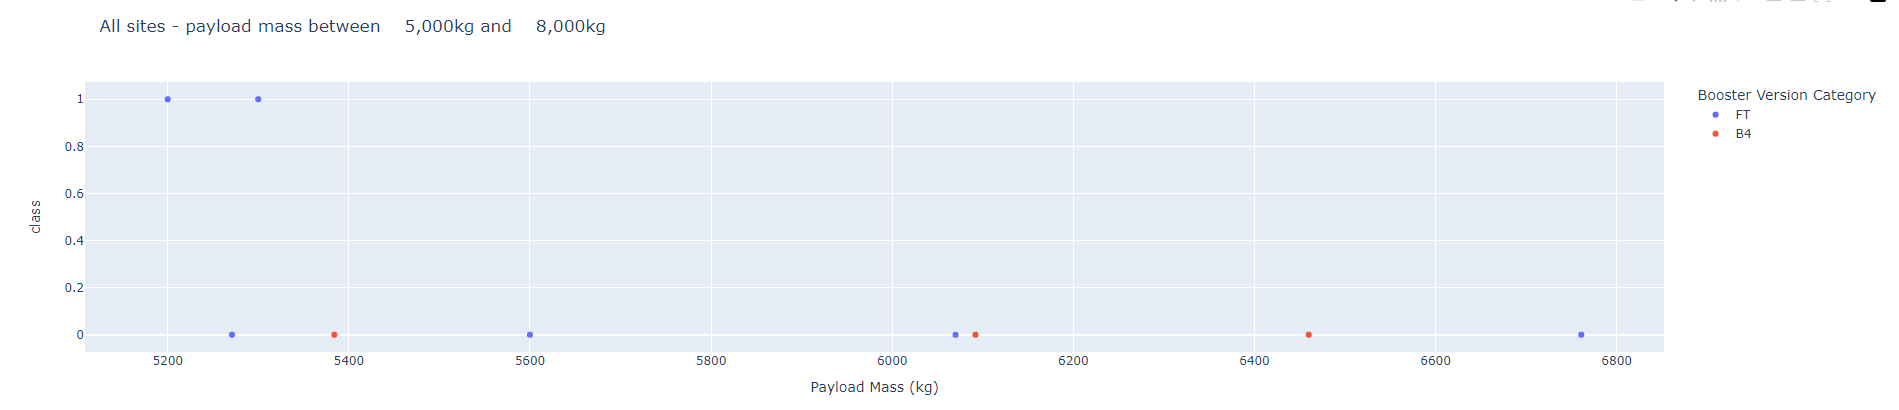 All sites - payload mass between 5,000kg and 8,000kg
Booster Version Category
FT
B4
1
0.8
0.6
0.4
0.2
0
class
5200 5400 5600 5800 6000 6200 6400 6600 6800
Payload Mass (kg)